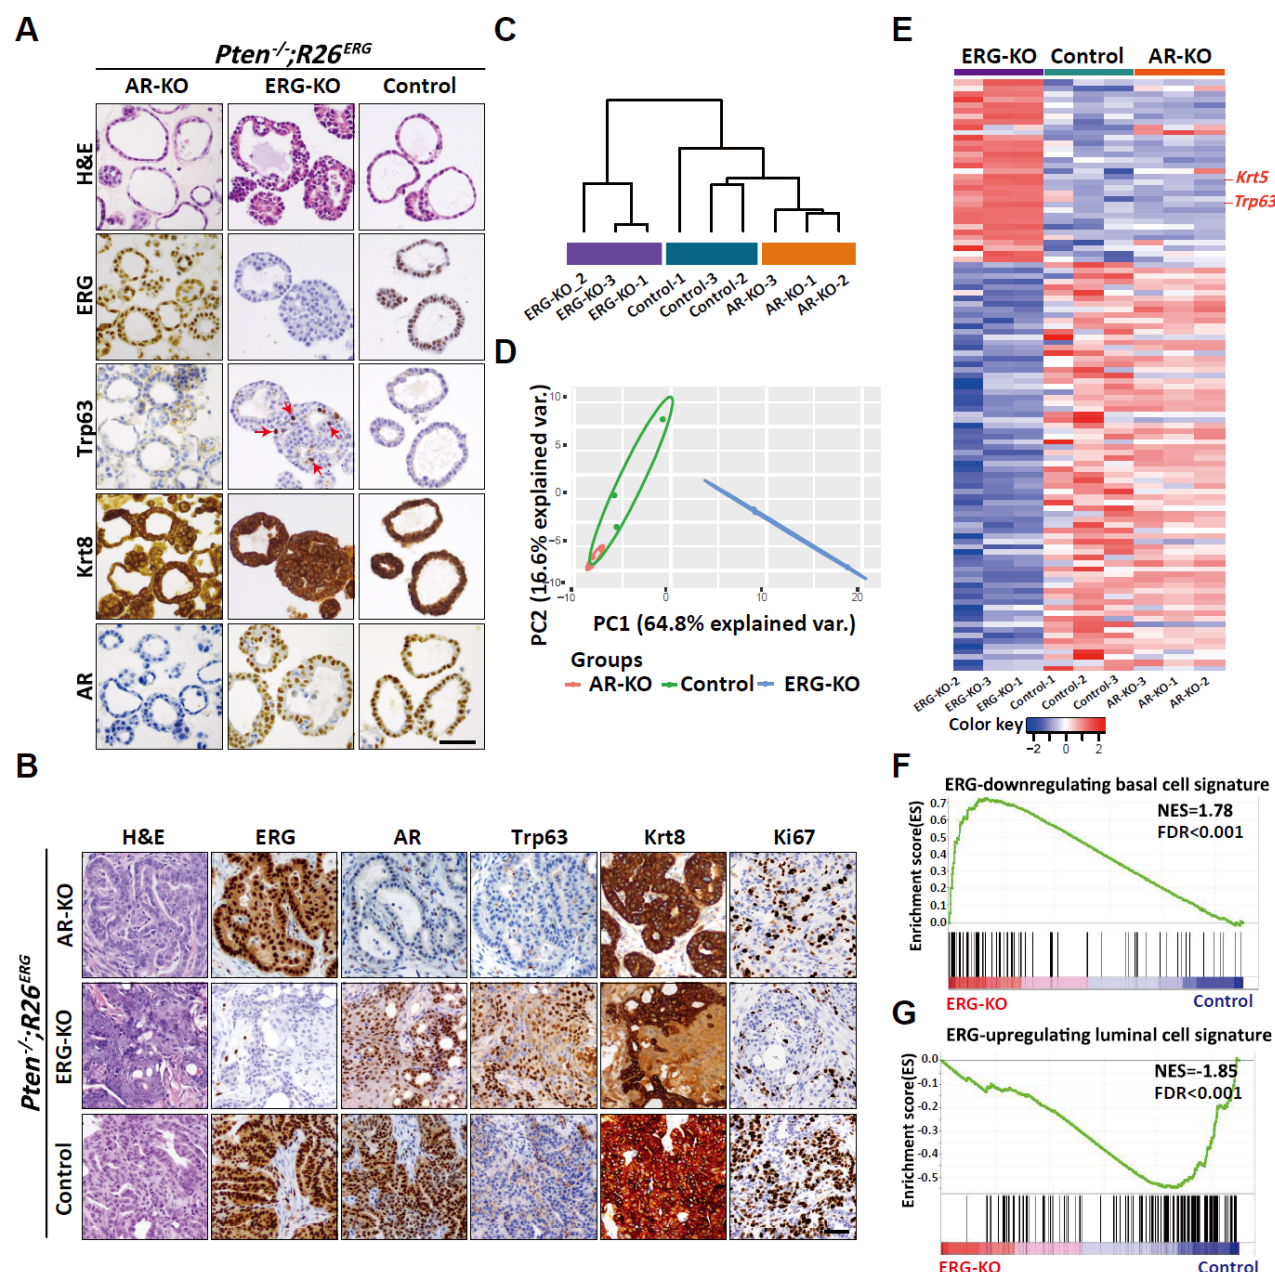 A
Pten-/-;R26ERG
AR-KO
ERG-KO
Control
H&E
ERG
Trp63
Krt8
AR
B
H&E
ERG
AR
Trp63
Krt8
Ki67
Pten-/-;R26ERG
AR-KO
ERG-KO
Control
C
ERG-KO_2
ERG-KO-3
ERG-KO-1
Control-1
Control-3
Control-2
AR-KO-3
AR-KO-1
AR-KO-2
D
PC2 (16.6% explained var.)
10
5
0
−5
−10
−10
0
10
20
PC1 (64.8% explained var.)
Groups
AR-KO
Control
ERG-KO
E
ERG-KO
Control
AR-KO
Krt5
Trp63
ERG-KO-2
ERG-KO-3
ERG-KO-1
Control-1
Control-2
Control-3
AR-KO-3
AR-KO-1
AR-KO-2
Color key
−2
0
2
F
ERG-downregulating basal cell signature
Enrichment score(ES)
0.7
0.6
0.5
0.4
0.3
0.2
0.1
0.0
NES=1.78
FDR<0.001
ERG-KO
Control
G
ERG-upregulating luminal cell signature
Enrichment score(ES)
0.0
-0.1
-0.2
-0.3
-0.4
-0.5
NES=-1.85
FDR<0.001
ERG-KO
Control